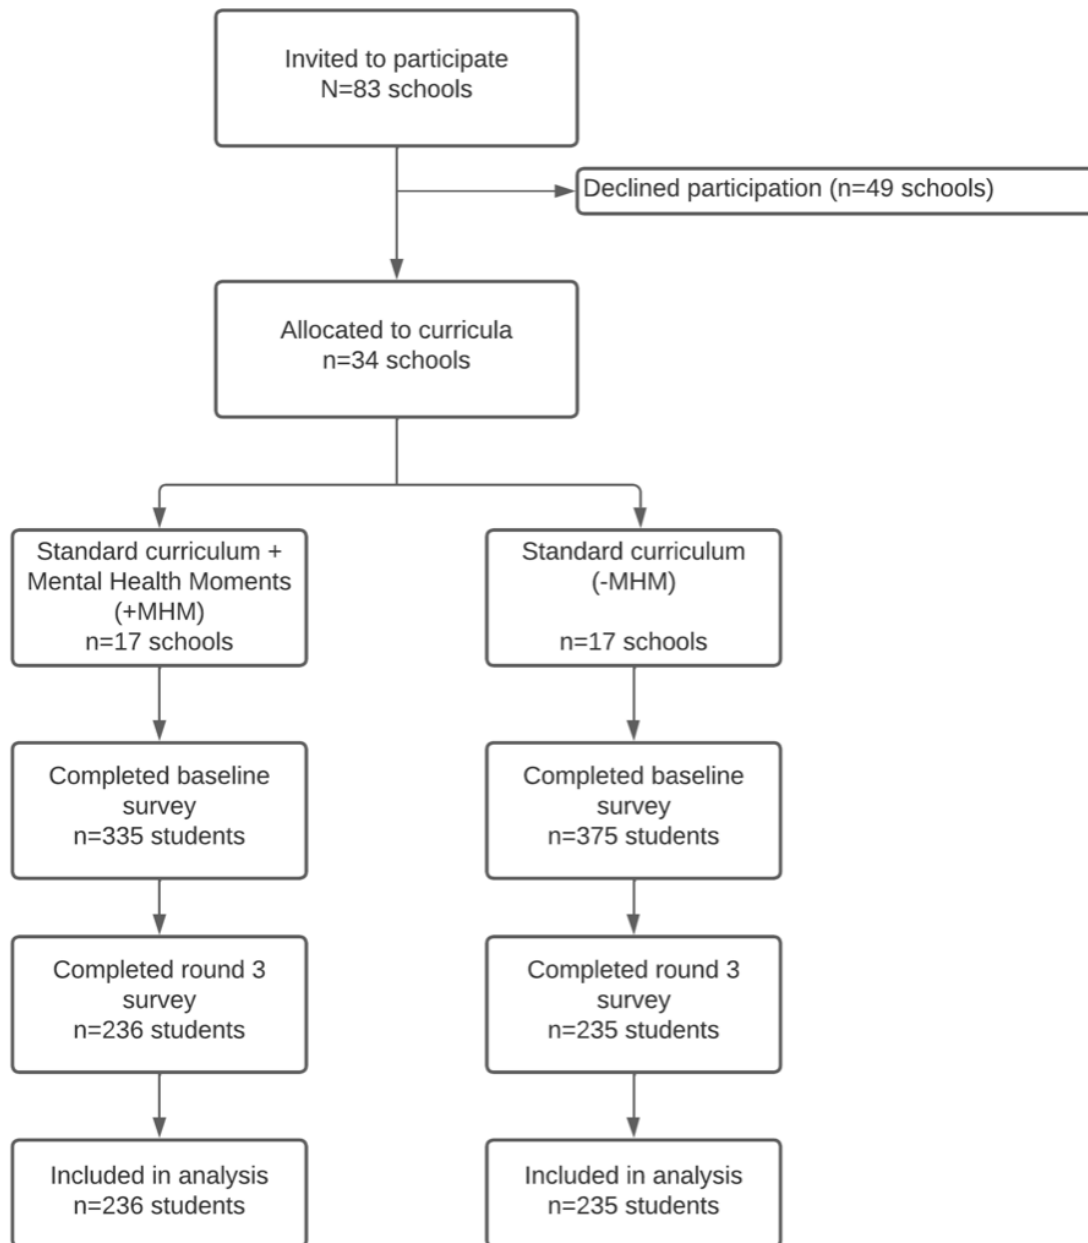 Invited to participate
N=83 schools
Declined participation (n=49 schools)
Allocated to curricula
n=34 schools
Standard curriculum +
Mental Health Moments
(+MHM)
n=17 schools
Standard curriculum
(-MHM)
n=17 schools
Completed baseline
survey
n=335 students
Completed baseline
survey
n=375 students
Completed round 3
survey
n=236 students
Completed round 3
survey
n=235 students
Included in analysis
n=236 students
Included in analysis
n=235 students